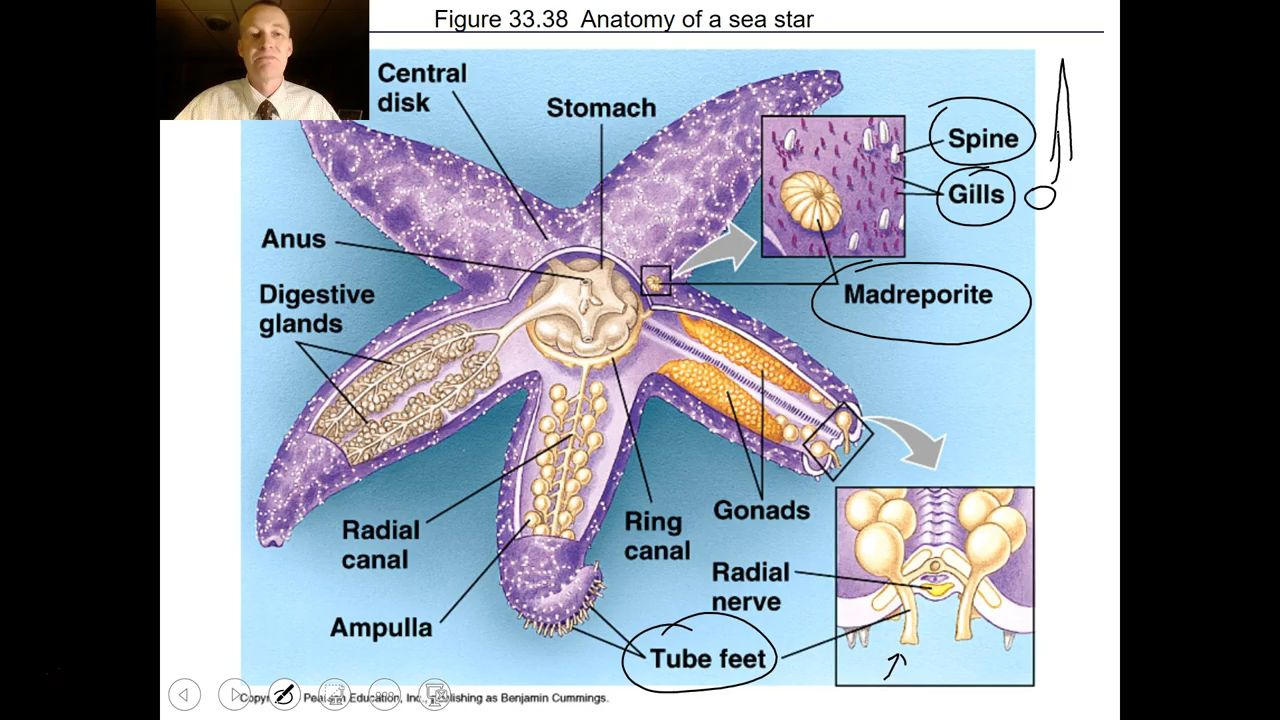 Figure 33.38 Anatomy of a sea star
Central
disk
Stomach
Spine
Gills
Anus
Digestive
glands
Madreporite
Radial
canal
Ring
canal
Gonads
Radial
nerve
Ampulla
Tube feet
Education, Inc., publishing as Benjamin Cummings.